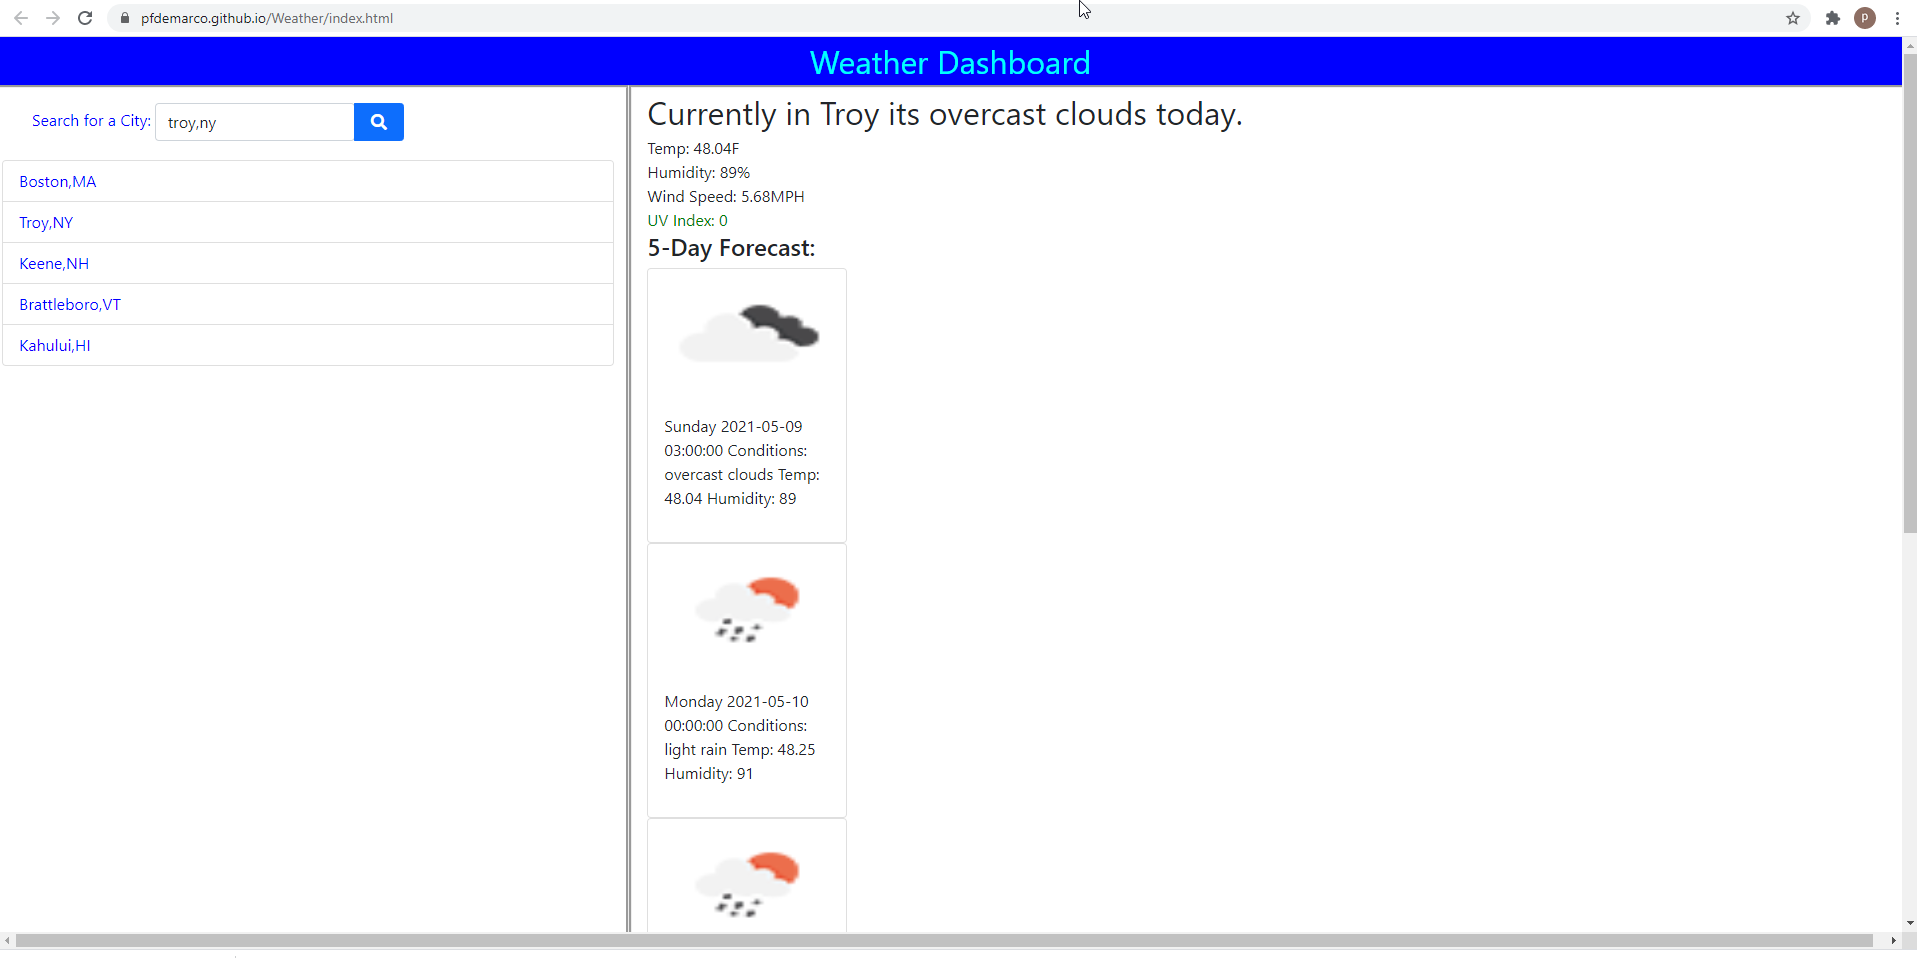 pfdemarco.github.io/Weather/index.html
P
Weather Dashboard
Search for a City: troy,ny
Boston,MA
Troy,NY
Keene,NH
Brattleboro,VT
Kahului,HI
Currently in Troy its overcast clouds today.
Temp: 48.04F
Humidity: 89%
Wind Speed: 5.68MPH
UV Index: 0
5-Day Forecast:
Sunday 2021-05-09
03:00:00 Conditions:
overcast clouds Temp:
48.04 Humidity: 89
Monday 2021-05-10
00:00:00 Conditions:
light rain Temp: 48.25
Humidity: 91